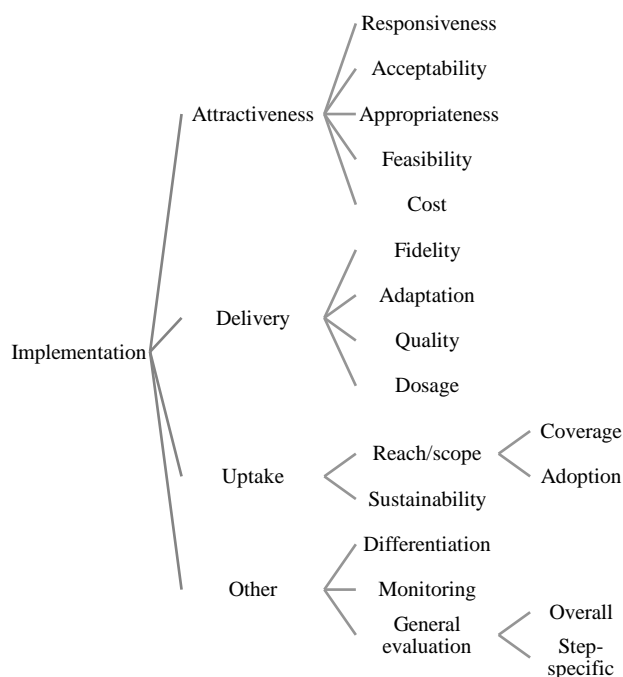 Implementation
Attractiveness
Responsiveness
Acceptability
Appropriateness
Feasibility
Cost
Delivery
Fidelity
Adaptation
Quality
Dosage
Uptake
Reach/scope
Coverage
Adoption
Sustainability
Other
Differentiation
Monitoring
General
evaluation
Overall
Step-
specific